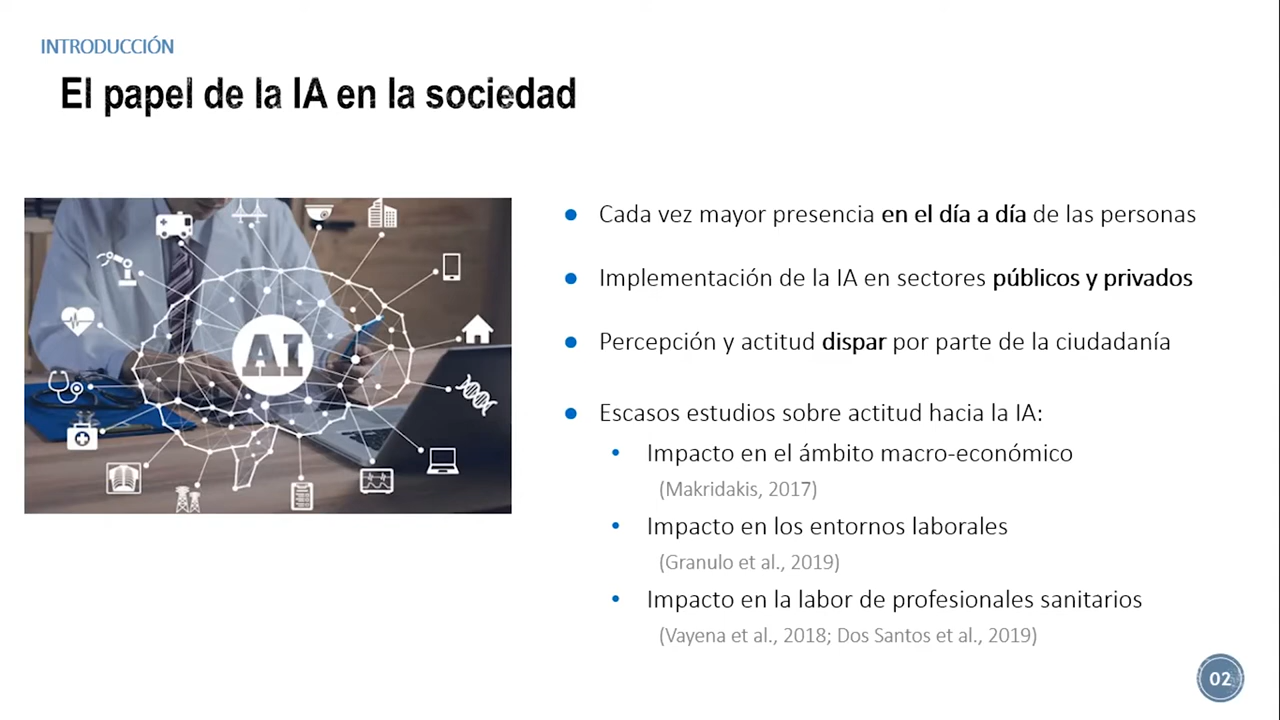 INTRODUCCIÓN
El papel de la IA en la sociedad
AI
● Cada vez mayor presencia en el día a día de las personas
● Implementación de la IA en sectores públicos y privados
● Percepción y actitud dispar por parte de la ciudadanía
● Escasos estudios sobre actitud hacia la IA:
• Impacto en el ámbito macro-económico
(Makridakis, 2017)
• Impacto en los entornos laborales
(Granulo et al., 2019)
• Impacto en la labor de profesionales sanitarios
(Vayena et al., 2018; Dos Santos et al., 2019)
02